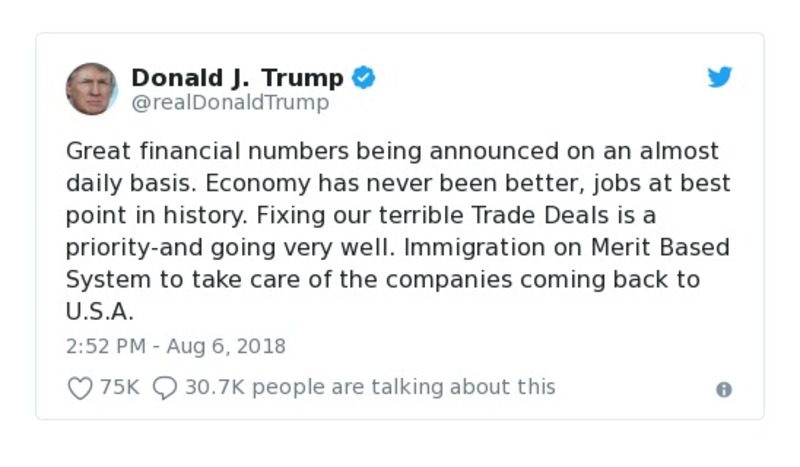 Donald J. Trump
@realDonaldTrump
Great financial numbers being announced on an almost
daily basis. Economy has never been better, jobs at best
point in history. Fixing our terrible Trade Deals is a
priority-and going very well. Immigration on Merit Based
System to take care of the companies coming back to
U.S.A.
2:52 PM - Aug 6, 2018
75K 30.7K people are talking about this